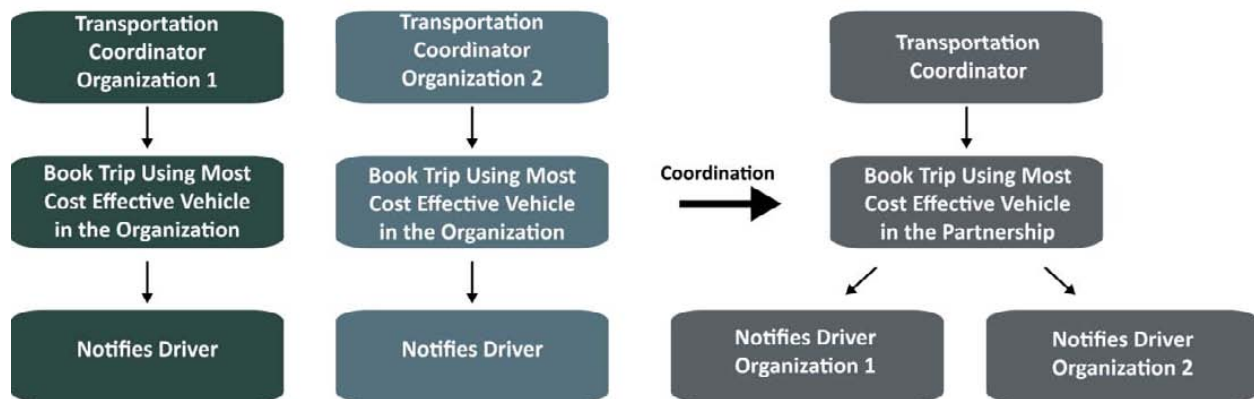 Transportation
Coordinator
Organization 1
Book Trip Using Most
Cost Effective Vehicle
in the Organization
Notifies Driver
Transportation
Coordinator
Organization 2
Book Trip Using Most
Cost Effective Vehicle
in the Organization
Notifies Driver
Coordination
Transportation
Coordinator
Book Trip Using Most
Cost Effective Vehicle
in the Partnership
Notifies Driver
Organization 1
Notifies Driver
Organization 2